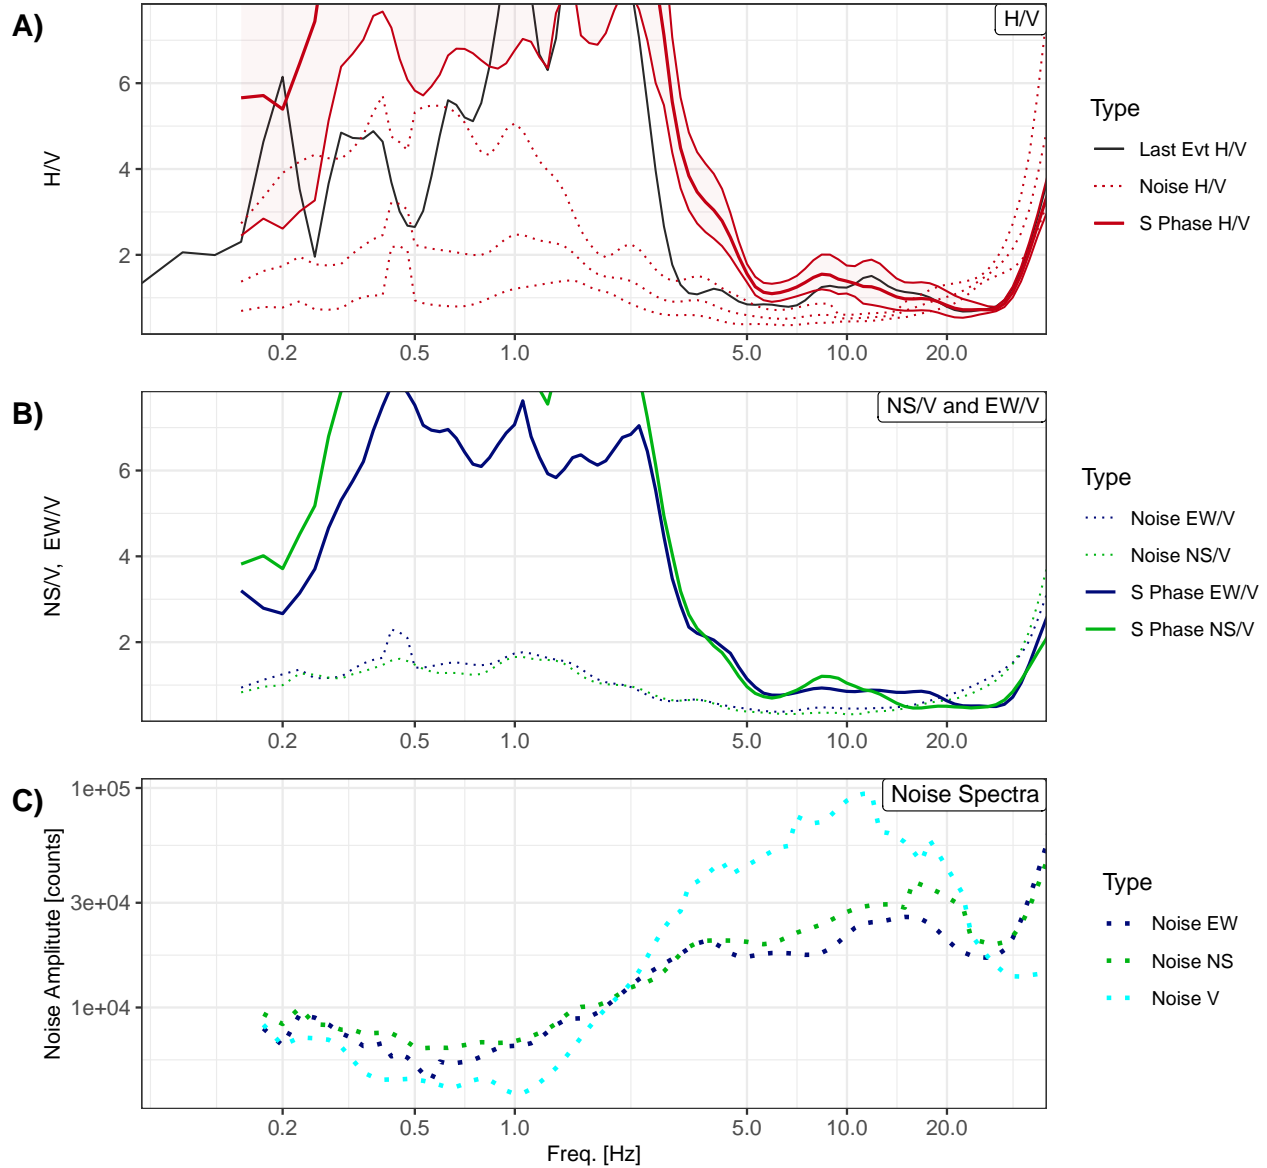 A)
H/V
H/V
6
4
2
0.2 0.5 1.0 5.0 10.0 20.0
Type
Last Evt H/V
Noise H/V
S Phase H/V
B)
NS/V and EW/V
NS/V, EW/V
6
4
2
0.2 0.5 1.0 5.0 10.0 20.0
Type
Noise EW/V
Noise NS/V
S Phase EW/V
S Phase NS/V
C)
Noise Spectra
Noise Amplitute [counts]
1e+05
3e+04
1e+04
0.2 0.5 1.0 5.0 10.0 20.0
Freq. [Hz]
Type
Noise EW
Noise NS
Noise V